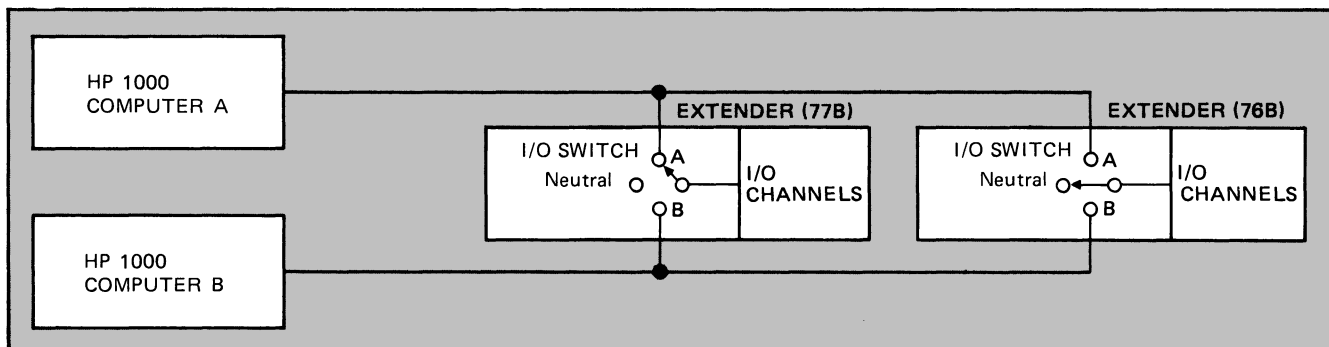 HP 1000
COMPUTER A
EXTENDER (77B)
I/O SWITCH
A
Neutral
B
I/O
CHANNELS
EXTENDER (76B)
I/O SWITCH
A
Neutral
B
I/O
CHANNELS
HP 1000
COMPUTER B